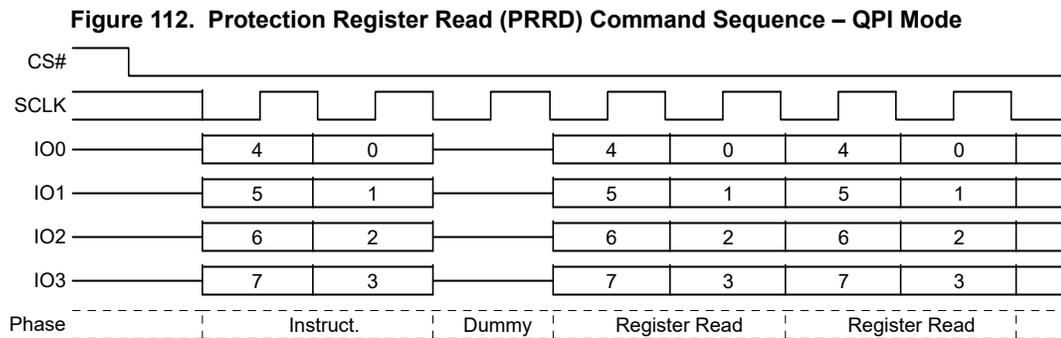 Figure 112. Protection Register Read (PRRD) Command Sequence – QPI Mode
CS#
SCLK
IO0 4 0 4 0 4 0
IO1 5 1 5 1 5 1
IO2 6 2 6 2 6 2
IO3 7 3 7 3 7 3
Phase Instruct. Dummy Register Read Register Read